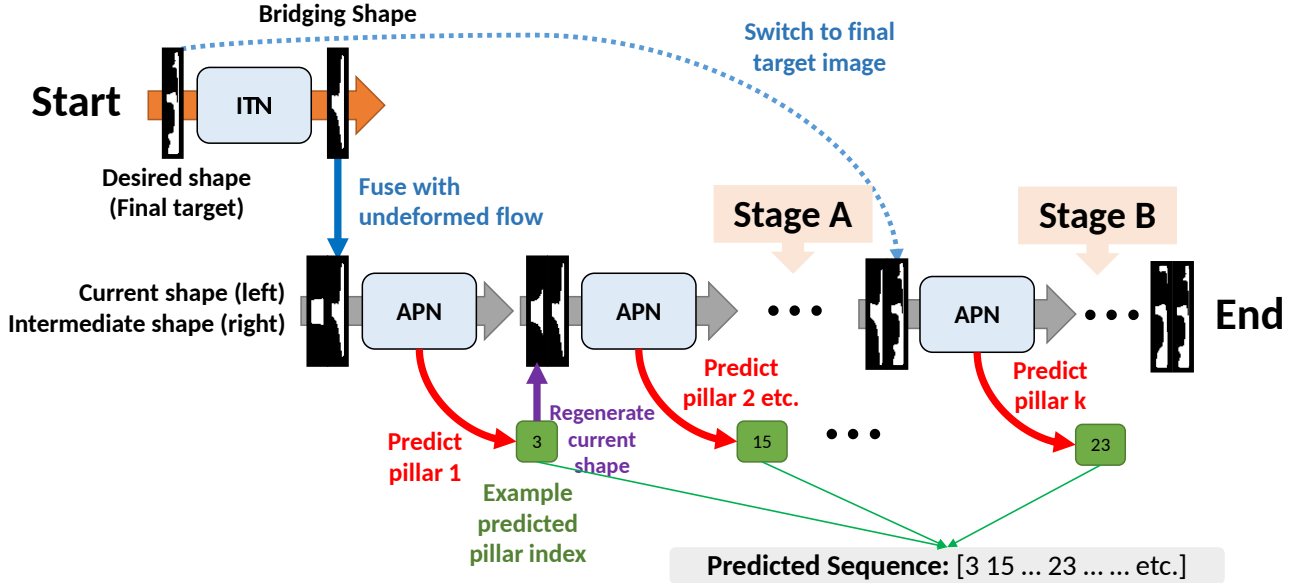 Bridging Shape
Switch to final
target image
Start
ITN
Desired shape
(Final target)
Fuse with
undeformed flow
Stage A
Stage B
Current shape (left)
Intermediate shape (right)
APN
APN
APN
End
Predict
pillar 1
3
Regenerate
current
shape
Predict
pillar 2 etc.
15
Predict
pillar k
23
Example
predicted
pillar index
Predicted Sequence: [3 15 ... 23 ... ... etc.]